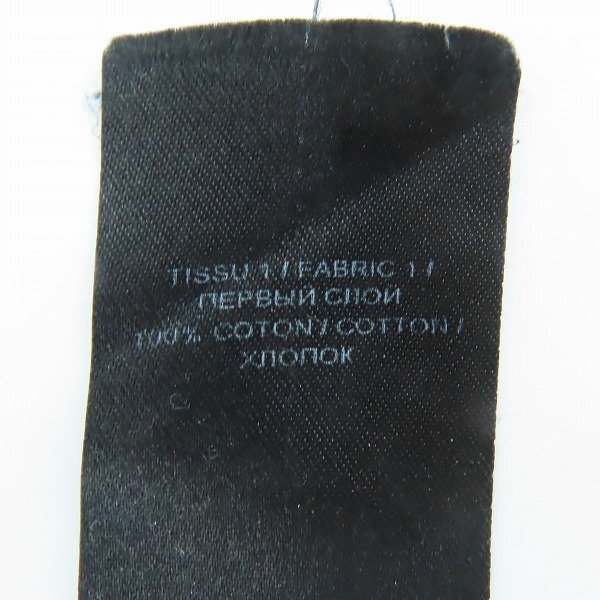 TISSU 1 / FABRIC 1 /
ПЕРВЫЙ СЛОЙ
100% COTON / COTTON /
ХЛОПОК